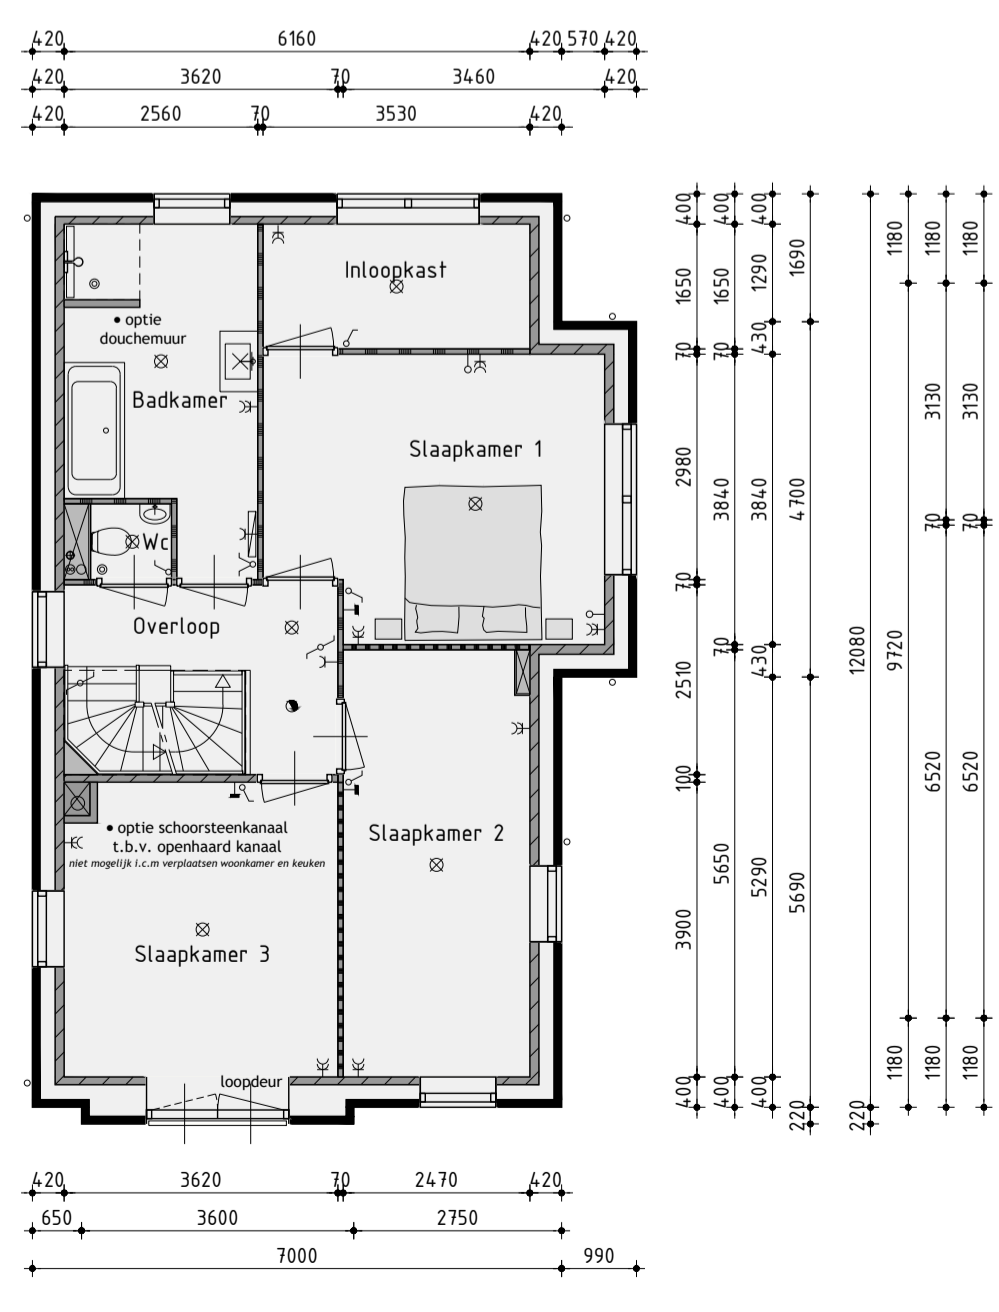 420 6160 420 570 420
420 3620 70 3460 420
420 2560 70 3530 420
400 400 400 1690 1180 1180 1180
1650 1650 1290
Inloopkast
• optie
douchemuur
70 70 430
Badkamer
Slaapkamer 1
2980 3840 3840 4700 3130 3130
70 70
Wc
70
Overloop
70 430 12080 9720
2510
100
6520 6520
• optie schoorsteenkanaal
t.b.v. openhaard kanaal
niet mogelijk i.c.m verplaatsen woonkamer en keuken
Slaapkamer 2
5650 5290 5690
3900
Slaapkamer 3
loopdeur
1180 1180 1180
400 400 400 220 220
420 3620 70 2470 420
650 3600 2750
7000 990